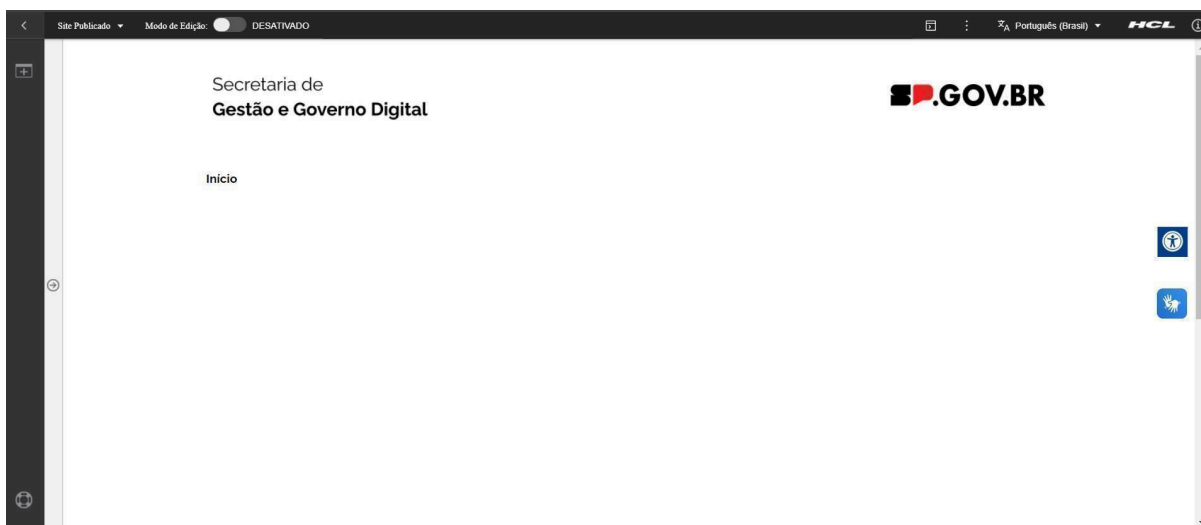 Site Publicado Modo de Edição: DESATIVADO Português (Brasil) HCL
Secretaria de
Gestão e Governo Digital
SP.GOV.BR
Início